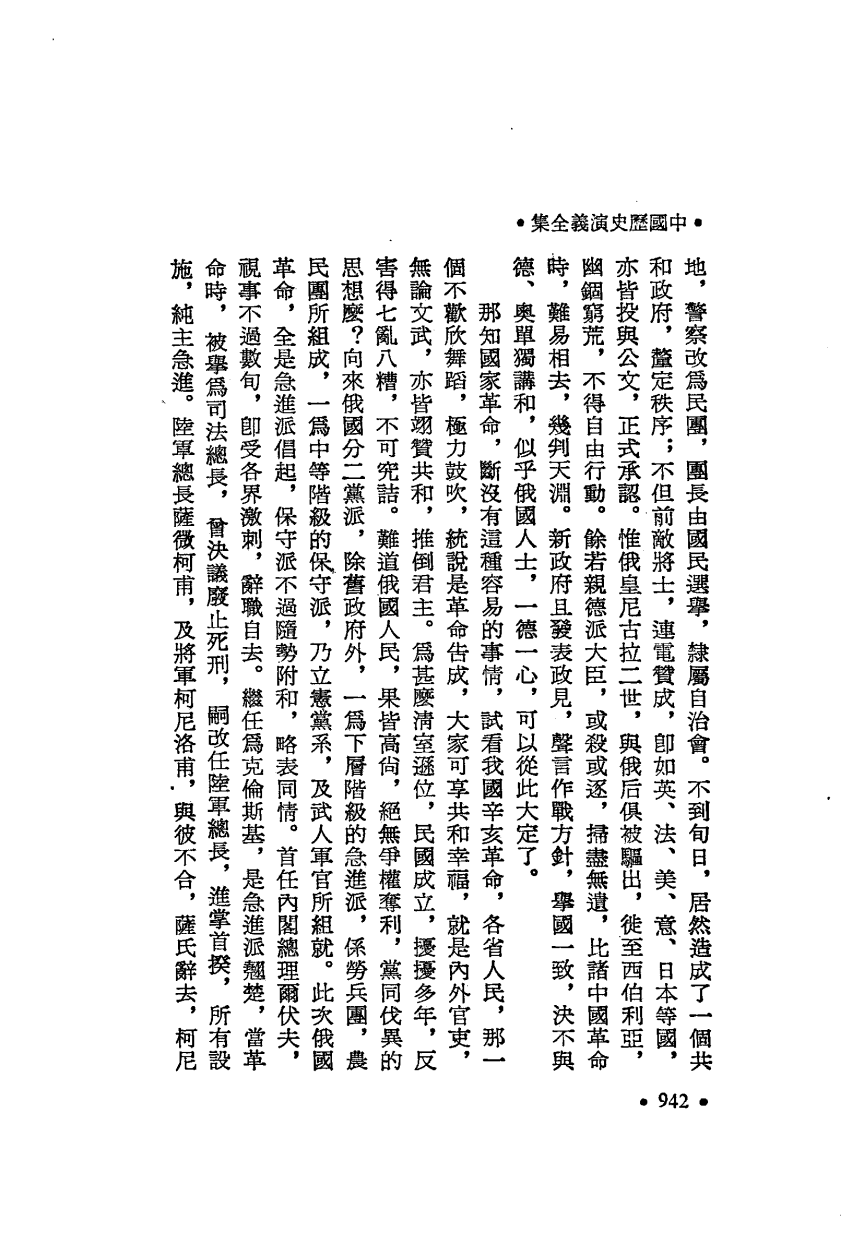 •中國歷史演義全集•
地，警察改爲民團，團長由國民選擧，隸屬自治會。不到旬日，居然造成了一個共
和政府，釐定秩序；不但前敵將士，連電贊成，卽如英、法、美、意、日本等國，
亦皆投與公文，正式承認。惟俄皇尼古拉二世，與俄后俱被驅出，徙至西伯利亞，
幽錮窮荒，不得自由行動。餘若親德派大臣，或殺或逐，掃盡無遺，比諸中國革命
時，難易相去，幾判天淵。新政府且發表政見，聲言作戰方針，擧國一致，決不與
德、奧單獨講和，似乎俄國人士，一德一心，可以從此大定了。
那知國家革命，斷沒有這種容易的事情，試看我國辛亥革命，各省人民，那一
個不歡欣舞蹈，極力鼓吹，統說是革命告成，大家可享共和幸福，就是內外官吏，
無論文武，亦皆翊贊共和，推倒君主。爲甚麼淸室遜位，民國成立，擾擾多年，反
害得七亂八糟，不可究詰。難道俄國人民，果皆高尙，絕無爭權奪利，黨同伐異的
思想麼？向來俄國分二黨派，除舊政府外，一爲下層階級的急進派，係勞兵團，農
民團所組成，一爲中等階級的保守派，乃立憲黨系，及武人軍官所組就。此次俄國
革命，全是急進派倡起，保守派不過隨勢附和，略表同情。首任內閣總理爾伏夫，
視事不過數旬，卽受各界激刺，辭職自去。繼任爲克倫斯基，是急進派翹楚，當革
命時，被擧爲司法總長，曾決議廢止死刑，嗣改任陸軍總長，進掌首揆，所有設
施，純主急進。陸軍總長薩微柯甫，及將軍柯尼洛甫，與彼不合，薩氏辭去，柯尼
•942•